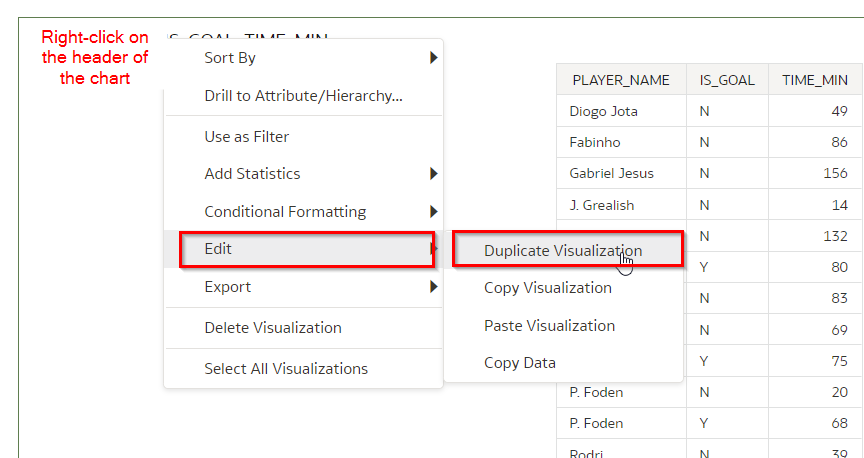 Right-click on
the header of
the chart
IS_GOAL, TIME_MIN
Sort By
Drill to Attribute/Hierarchy...
Use as Filter
Add Statistics
Conditional Formatting
Edit
Export
Delete Visualization
Select All Visualizations
Duplicate Visualization
Copy Visualization
Paste Visualization
Copy Data
PLAYER_NAME IS_GOAL TIME_MIN
Diogo Jota N 49
Fabinho N 86
Gabriel Jesus N 156
J. Grealish N 14
N 132
Y 80
N 83
N 69
Y 75
P. Foden N 20
P. Foden Y 68
Rodri N 39